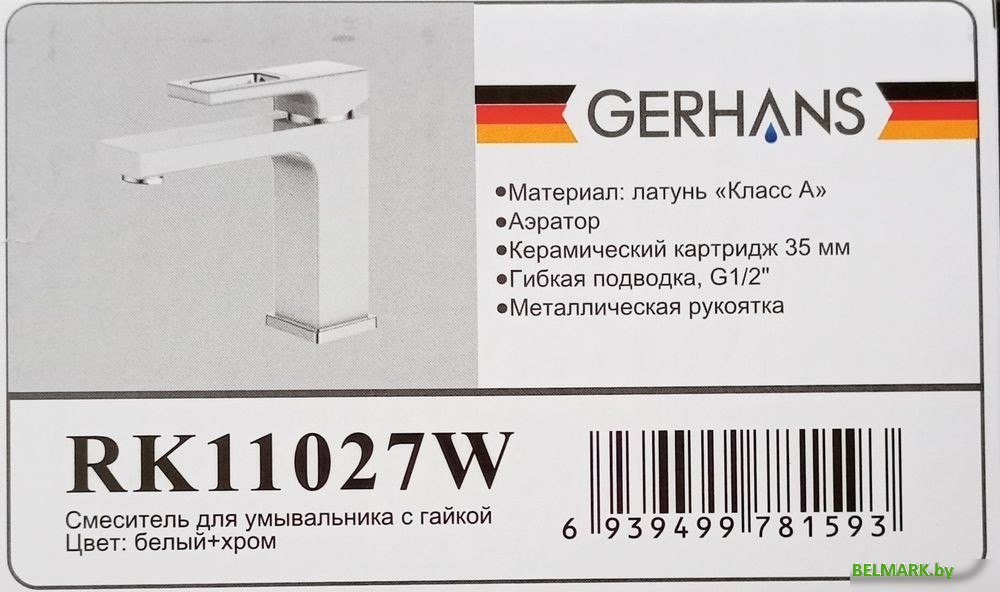 GERHANS
•Материал: латунь «Класс А»
•Аэратор
•Керамический картридж 35 мм
•Гибкая подводка, G1/2"
•Металлическая рукоятка
RK11027W
Смеситель для умывальника с гайкой
Цвет: белый+хром
6 939499 781593
BELMARK.by